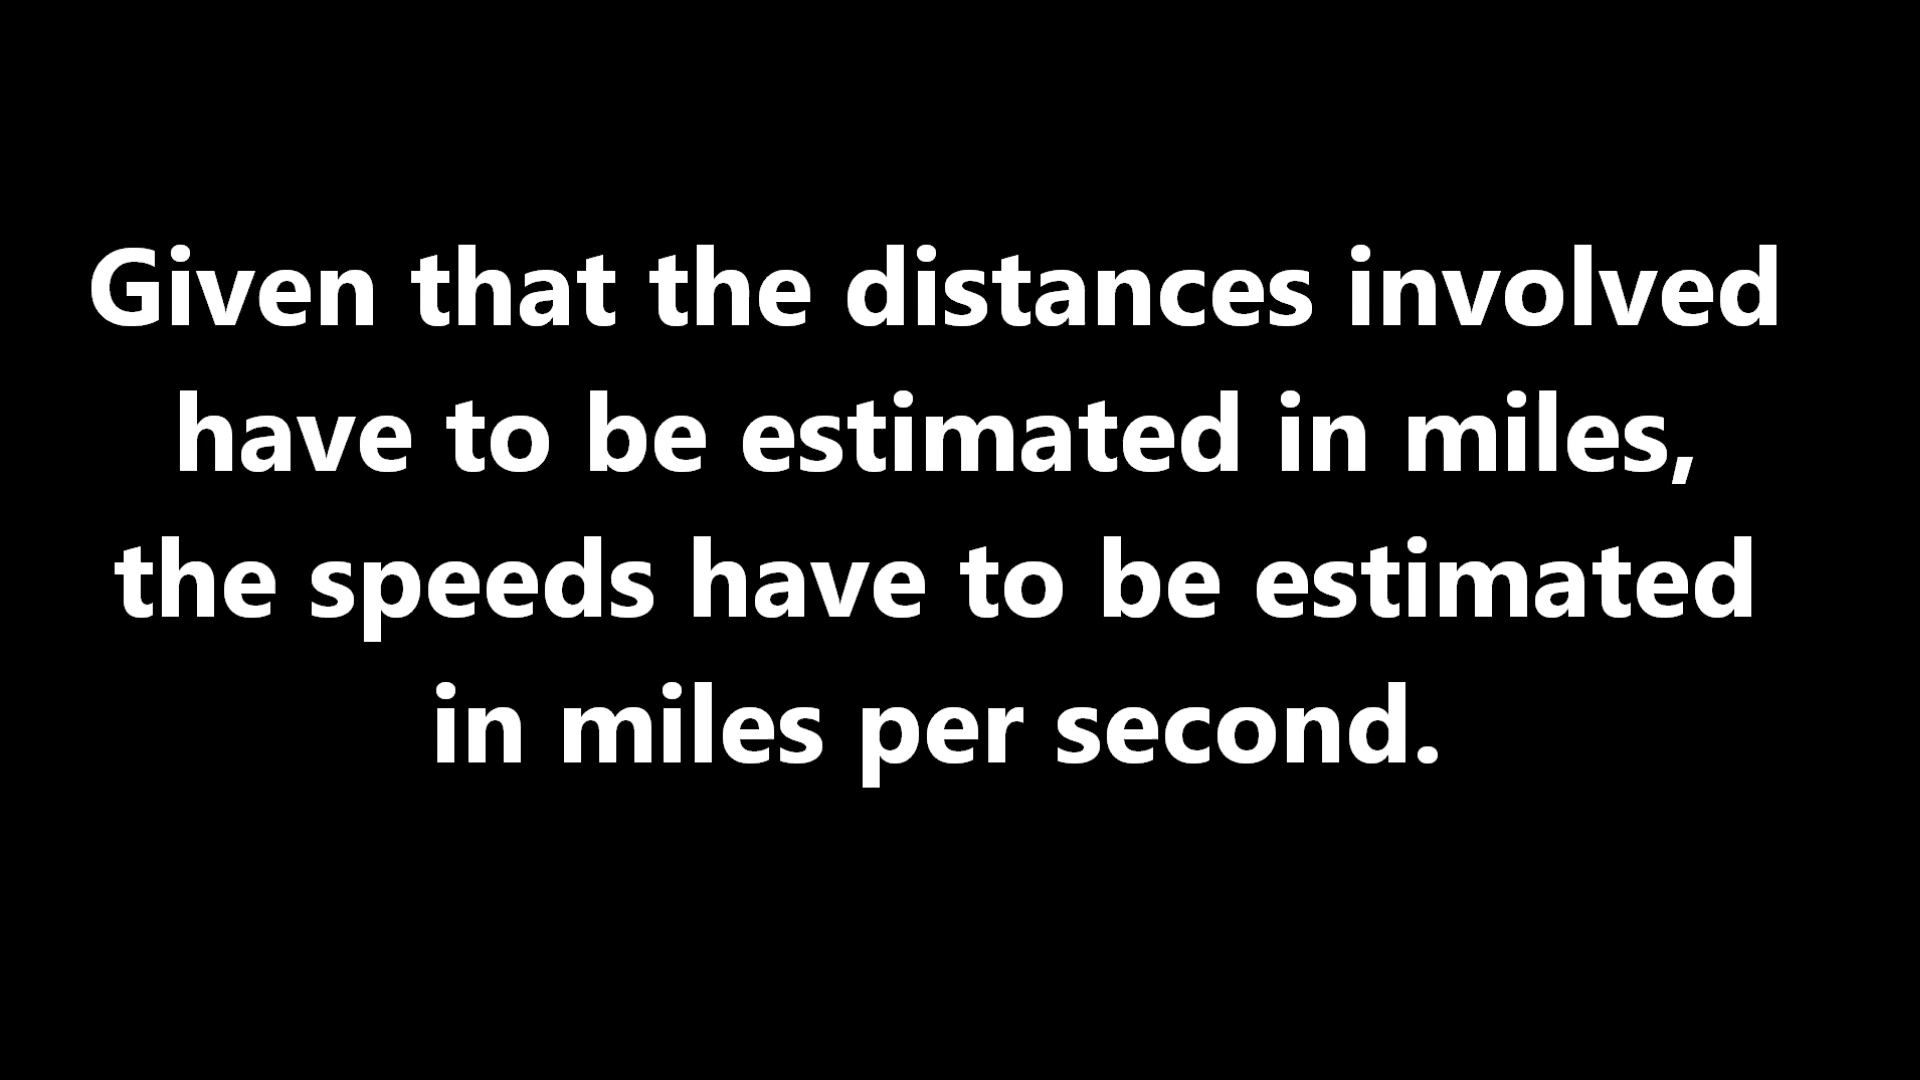 Given that the distances involved
have to be estimated in miles,
the speeds have to be estimated
in miles per second.